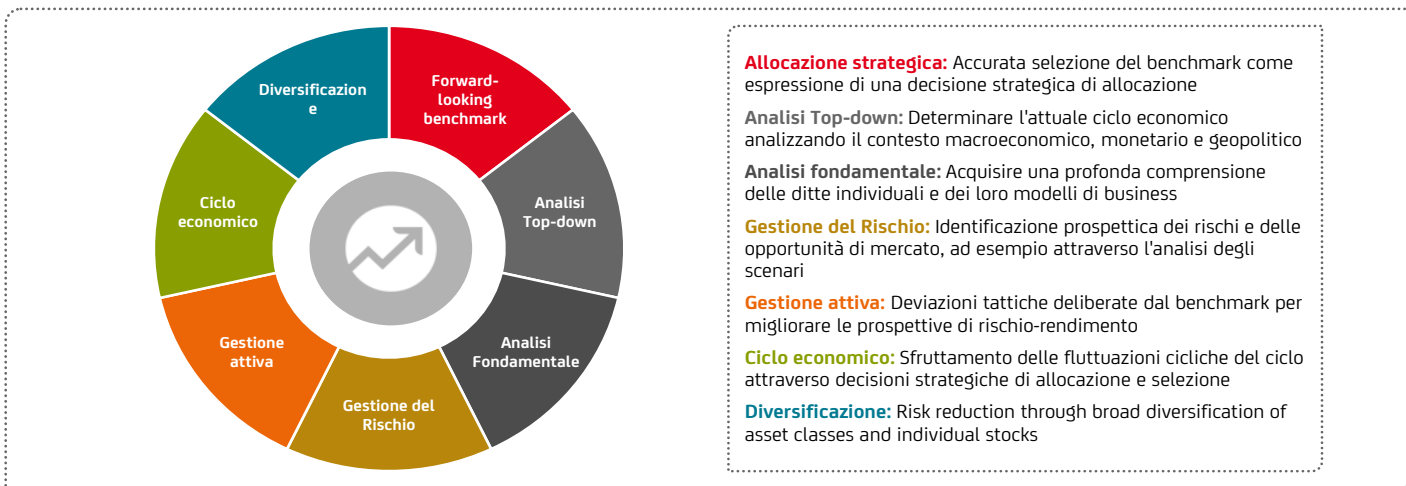 Diversificazion
e
Forward-
looking
benchmark
Analisi
Top-down
Analisi
Fondamentale
Gestione del
Rischio
Gestione
attiva
Ciclo
economico
Allocazione strategica: Accurata selezione del benchmark come
espressione di una decisione strategica di allocazione
Analisi Top-down: Determinare l'attuale ciclo economico
analizzando il contesto macroeconomico, monetario e geopolitico
Analisi fondamentale: Acquisire una profonda comprensione
delle ditte individuali e dei loro modelli di business
Gestione del Rischio: Identificazione prospettica dei rischi e delle
opportunità di mercato, ad esempio attraverso l'analisi degli
scenari
Gestione attiva: Deviazioni tattiche deliberate dal benchmark per
migliorare le prospettive di rischio-rendimento
Ciclo economico: Sfruttamento delle fluttuazioni cicliche del ciclo
attraverso decisioni strategiche di allocazione e selezione
Diversificazione: Risk reduction through broad diversification of
asset classes and individual stocks